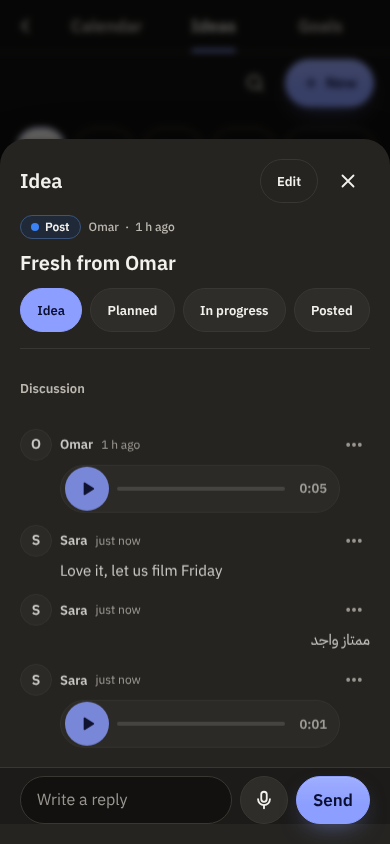 Calendar Ideas Goals
+ New
Idea
Edit
Post Omar · 1 h ago
Fresh from Omar
Idea Planned In progress Posted
Discussion
O Omar 1 h ago
0:05
S Sara just now
Love it, let us film Friday
S Sara just now
ممتاز واجد
S Sara just now
0:01
Write a reply
Send